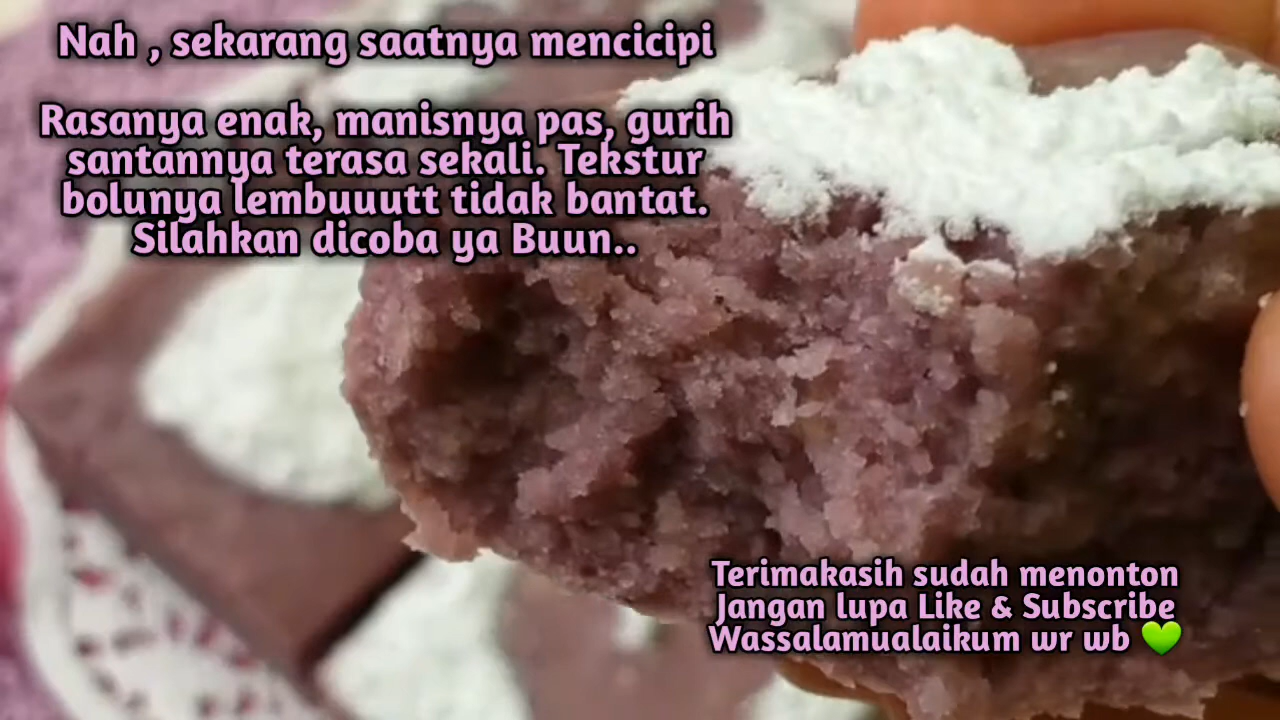 Nah , sekarang saatnya mencicipi
Rasanya enak, manisnya pas, gurih
santannya terasa sekali. Tekstur
bolunya lembuuutt tidak bantat.
Silahkan dicoba ya Buun..
Terimakasih sudah menonton
Jangan lupa Like & Subscribe
Wassalamualaikum wr wb 💚